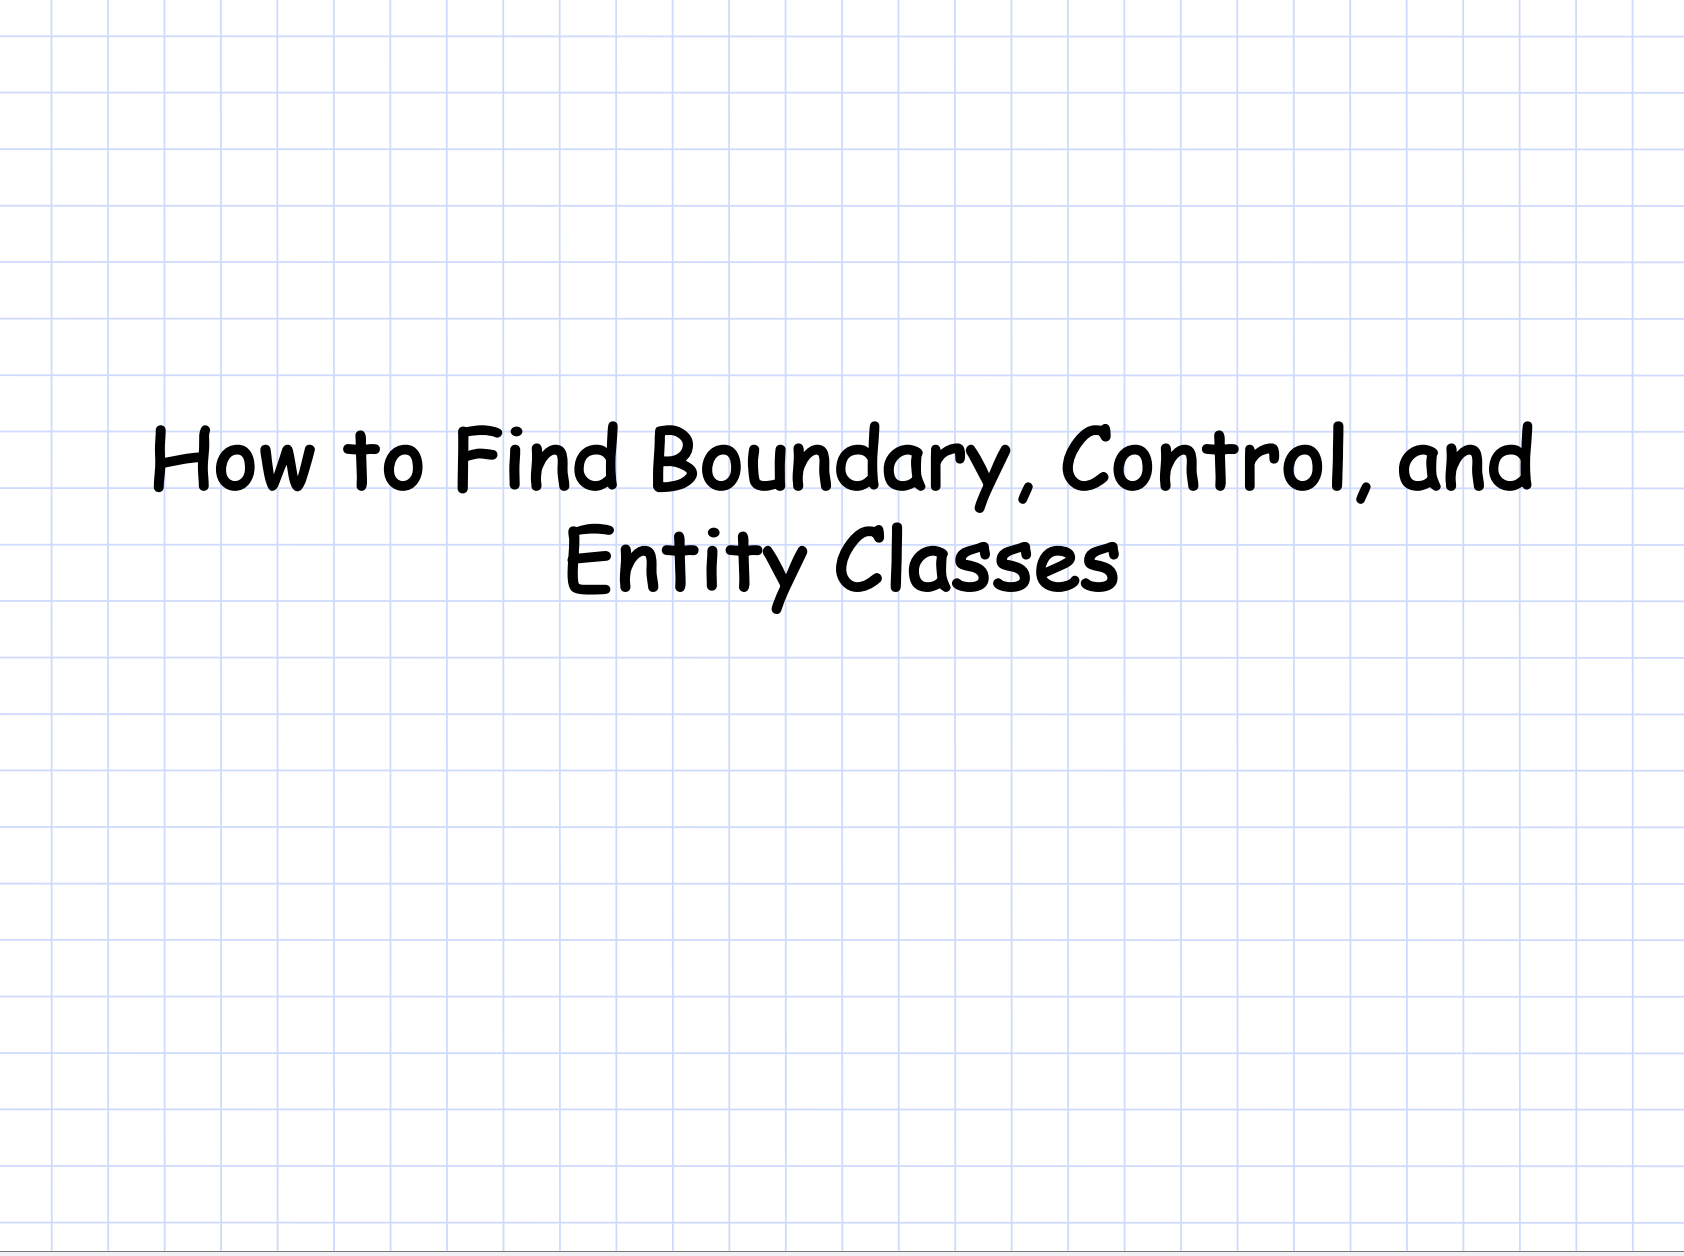 How to Find Boundary, Control, and
Entity Classes